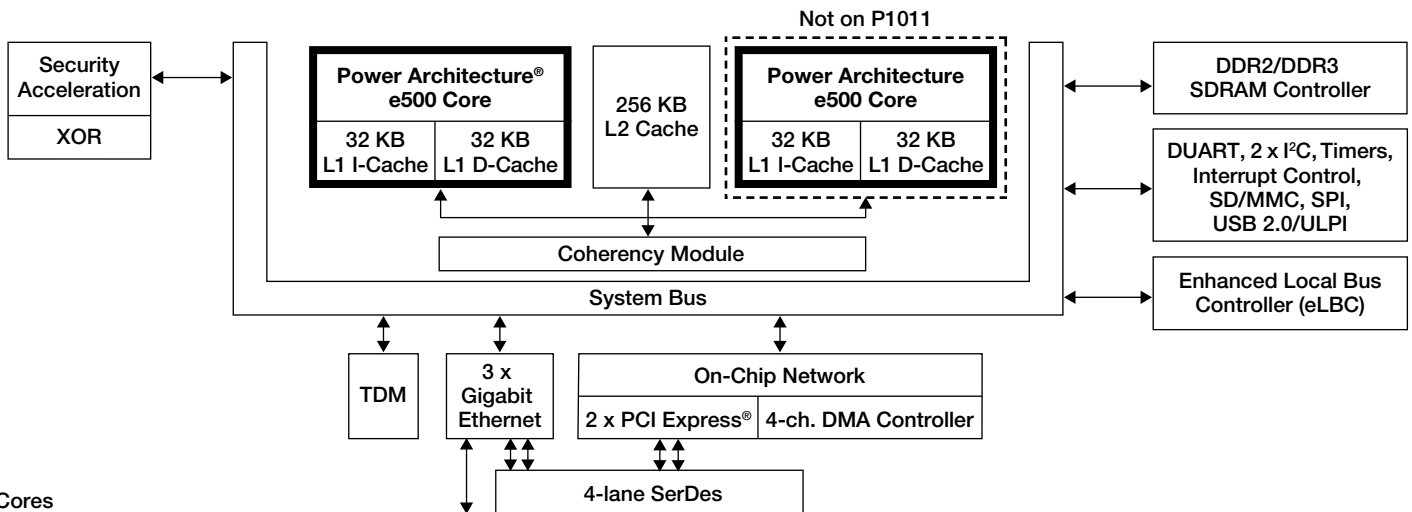 Not on P1011
Security
Acceleration
XOR
Power Architecture®
e500 Core
32 KB
L1 I-Cache
32 KB
L1 D-Cache
256 KB
L2 Cache
Power Architecture
e500 Core
32 KB
L1 I-Cache
32 KB
L1 D-Cache
Coherency Module
System Bus
DDR2/DDR3
SDRAM Controller
DUART, 2 x I²C, Timers,
Interrupt Control,
SD/MMC, SPI,
USB 2.0/ULPI
Enhanced Local Bus
Controller (eLBC)
TDM
3 x
Gigabit
Ethernet
On-Chip Network
2 x PCI Express®
4-ch. DMA Controller
4-lane SerDes
Cores